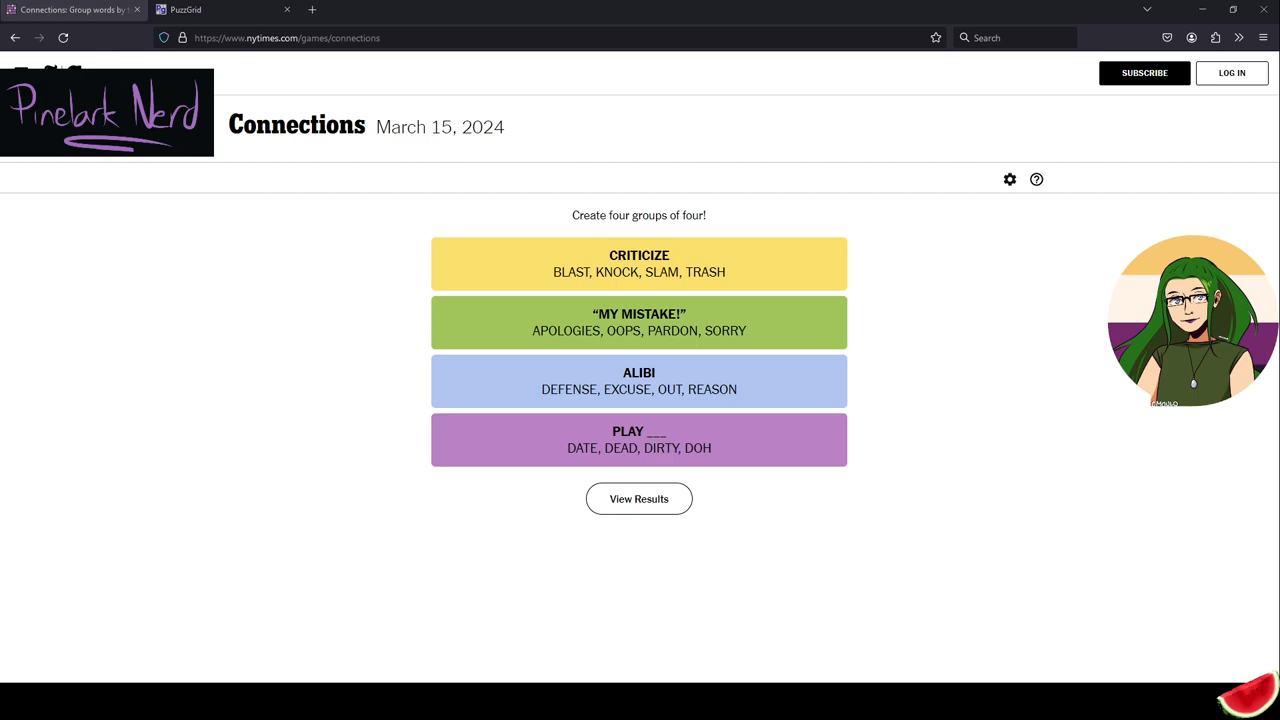 Connections: Group words by t
PuzzGrid
https://www.nytimes.com/games/connections
Search
SUBSCRIBE
LOG IN
Pinelark Nerd
Connections March 15, 2024
Create four groups of four!
CRITICIZE
BLAST, KNOCK, SLAM, TRASH
“MY MISTAKE!”
APOLOGIES, OOPS, PARDON, SORRY
ALIBI
DEFENSE, EXCUSE, OUT, REASON
PLAY ___
DATE, DEAD, DIRTY, DOH
View Results